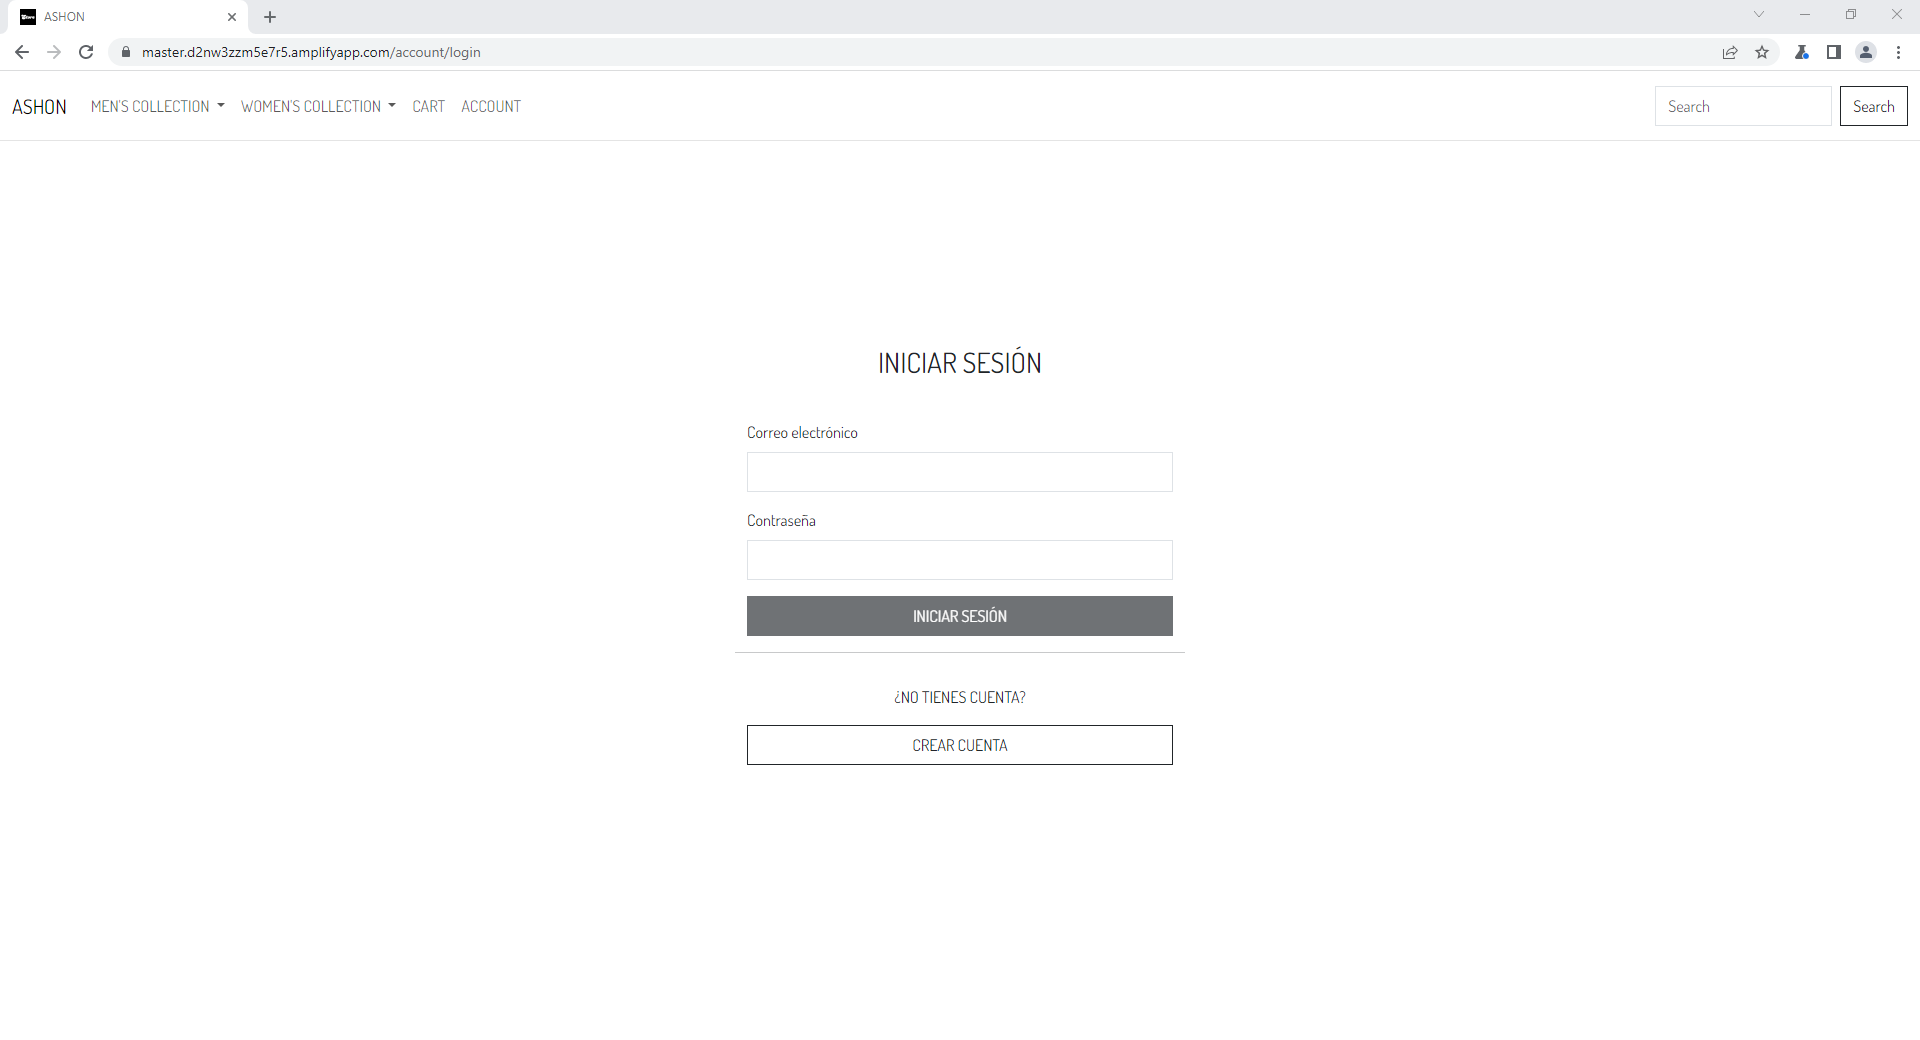 ASHON
master.d2nw3zzm5e7r5.amplifyapp.com/account/login
ASHON MEN'S COLLECTION WOMEN'S COLLECTION CART ACCOUNT Search Search
INICIAR SESIÓN
Correo electrónico
Contraseña
INICIAR SESIÓN
¿NO TIENES CUENTA?
CREAR CUENTA